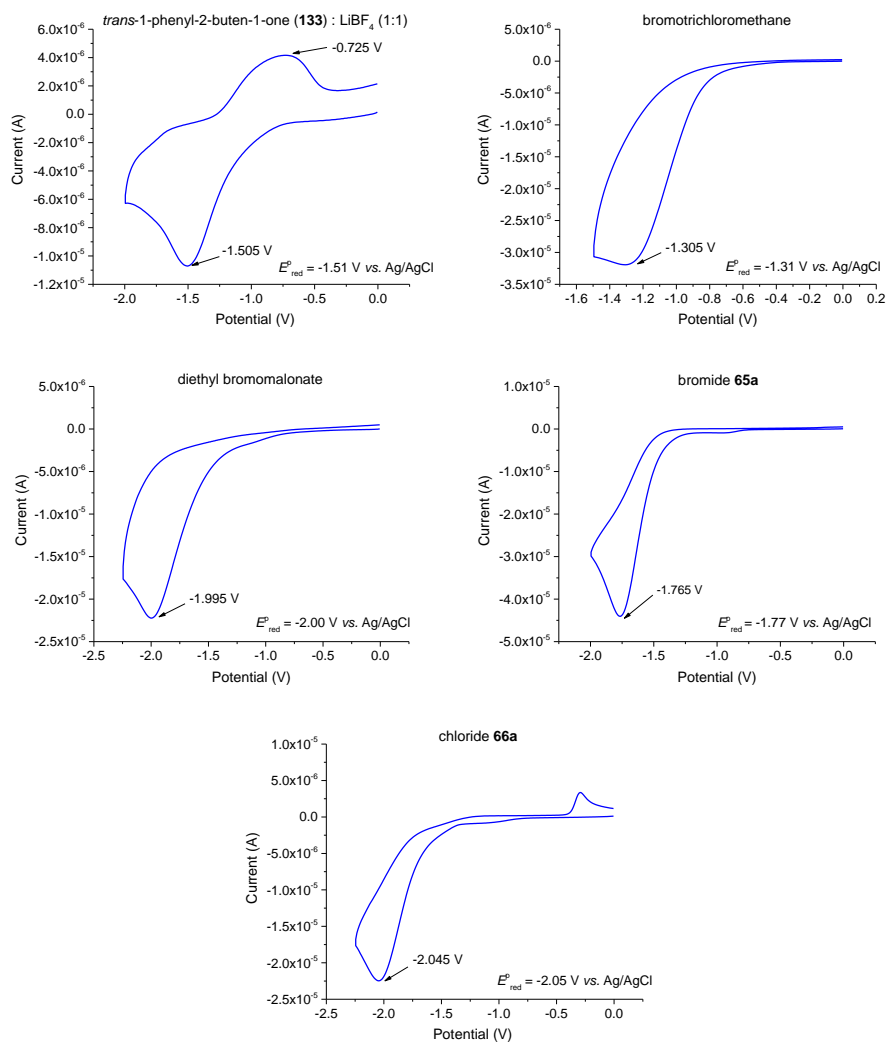 trans-1-phenyl-2-buten-1-one (133) : LiBF₄ (1:1)
6.0x10⁻⁶
4.0x10⁻⁶
2.0x10⁻⁶
0.0
-2.0x10⁻⁶
-4.0x10⁻⁶
-6.0x10⁻⁶
-8.0x10⁻⁶
-1.0x10⁻⁵
-1.2x10⁻⁵
Current (A)
-0.725 V
-1.505 V
Eᵖred = -1.51 V vs. Ag/AgCl
-2.0 -1.5 -1.0 -0.5 0.0
Potential (V)
bromotrichloromethane
5.0x10⁻⁶
0.0
-5.0x10⁻⁶
-1.0x10⁻⁵
-1.5x10⁻⁵
-2.0x10⁻⁵
-2.5x10⁻⁵
-3.0x10⁻⁵
-3.5x10⁻⁵
Current (A)
-1.305 V
Eᵖred = -1.31 V vs. Ag/AgCl
-1.6 -1.4 -1.2 -1.0 -0.8 -0.6 -0.4 -0.2 0.0 0.2
Potential (V)
diethyl bromomalonate
5.0x10⁻⁶
0.0
-5.0x10⁻⁶
-1.0x10⁻⁵
-1.5x10⁻⁵
-2.0x10⁻⁵
-2.5x10⁻⁵
Current (A)
-1.995 V
Eᵖred = -2.00 V vs. Ag/AgCl
-2.5 -2.0 -1.5 -1.0 -0.5 0.0
Potential (V)
bromide 65a
1.0x10⁻⁵
0.0
-1.0x10⁻⁵
-2.0x10⁻⁵
-3.0x10⁻⁵
-4.0x10⁻⁵
-5.0x10⁻⁵
Current (A)
-1.765 V
Eᵖred = -1.77 V vs. Ag/AgCl
-2.0 -1.5 -1.0 -0.5 0.0
Potential (V)
chloride 66a
1.0x10⁻⁵
5.0x10⁻⁶
0.0
-5.0x10⁻⁶
-1.0x10⁻⁵
-1.5x10⁻⁵
-2.0x10⁻⁵
-2.5x10⁻⁵
Current (A)
-2.045 V
Eᵖred = -2.05 V vs. Ag/AgCl
-2.5 -2.0 -1.5 -1.0 -0.5 0.0
Potential (V)